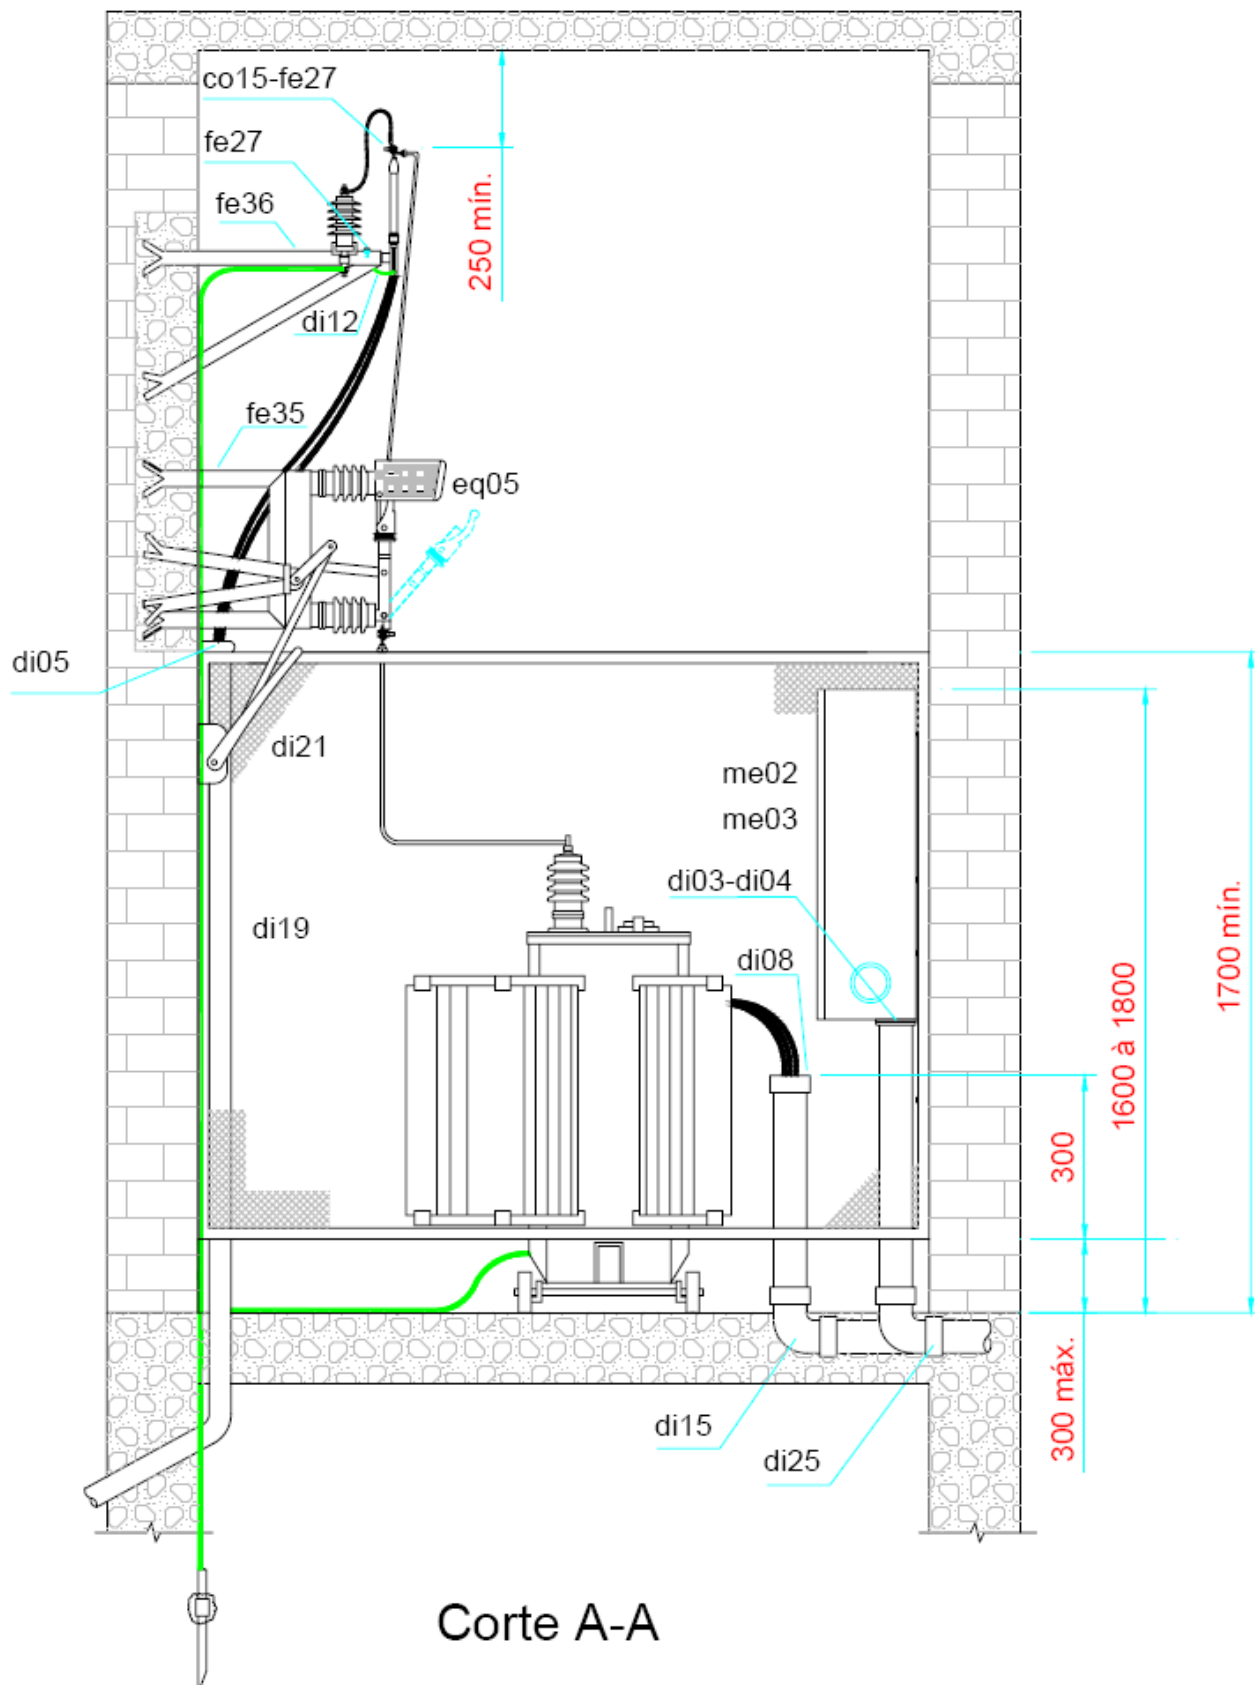 co15-fe27
fe27
fe36
250 mín.
di12
fe35
eq05
di05
di21
me02
me03
di03-di04
di19
di08
1700 mín.
1600 à 1800
300
300 máx.
di15
di25
Corte A-A